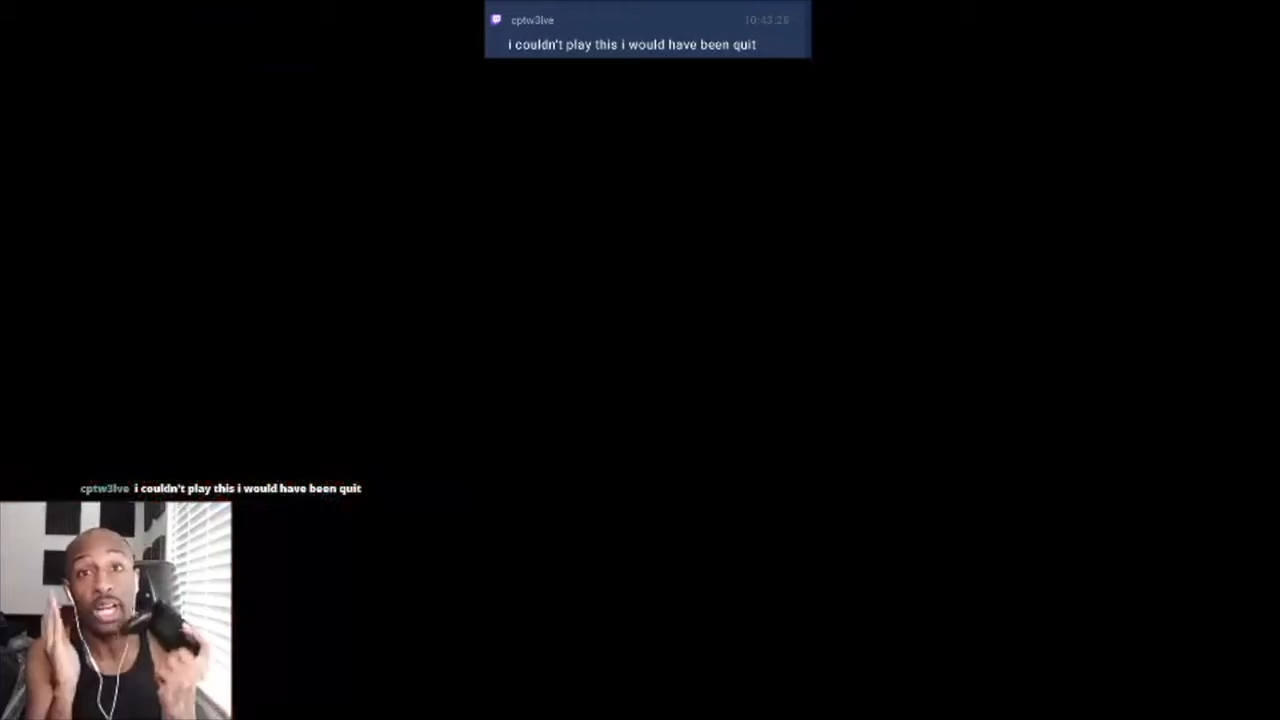 cptw3lve 10:43:28
i couldn't play this i would have been quit
cptw3lve i couldn't play this i would have been quit